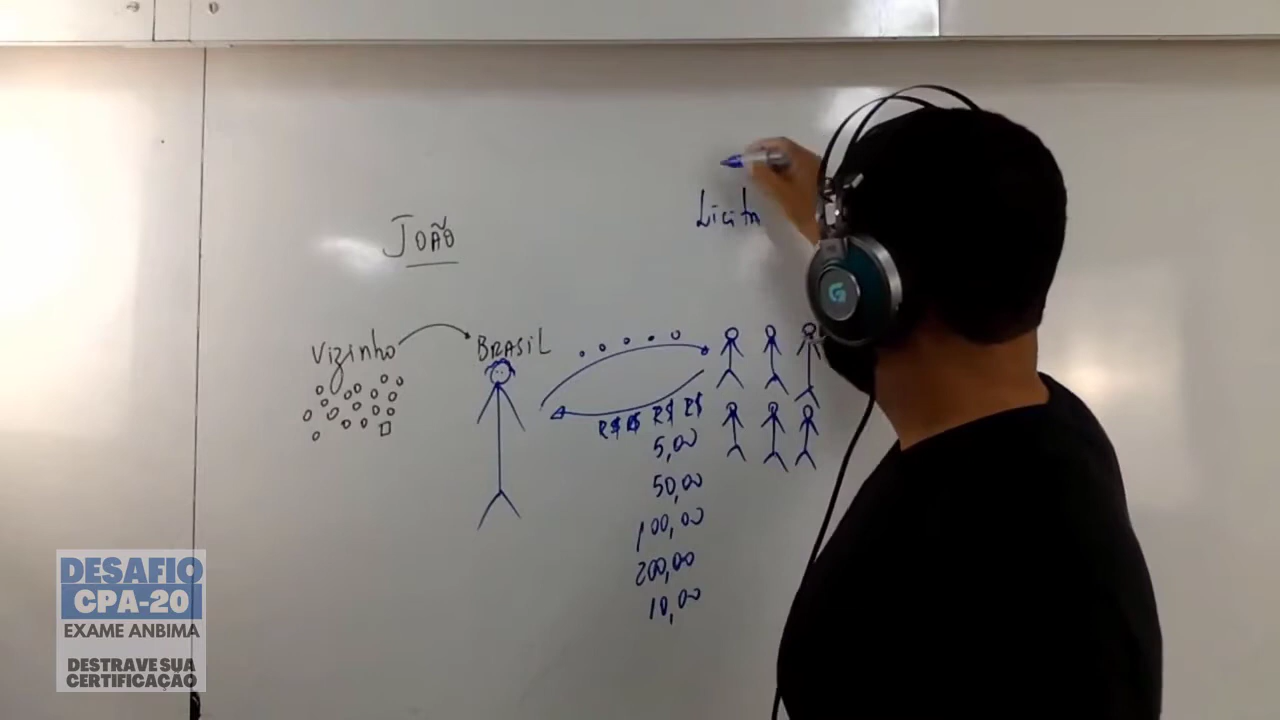 João
Licita
Vizinho
BRASIL
R$ R$ R$ R$
5,00
50,00
100,00
200,00
10,00
G
DESAFIO
CPA-20
EXAME ANBIMA
DESTRAVE SUA
CERTIFICAÇÃO